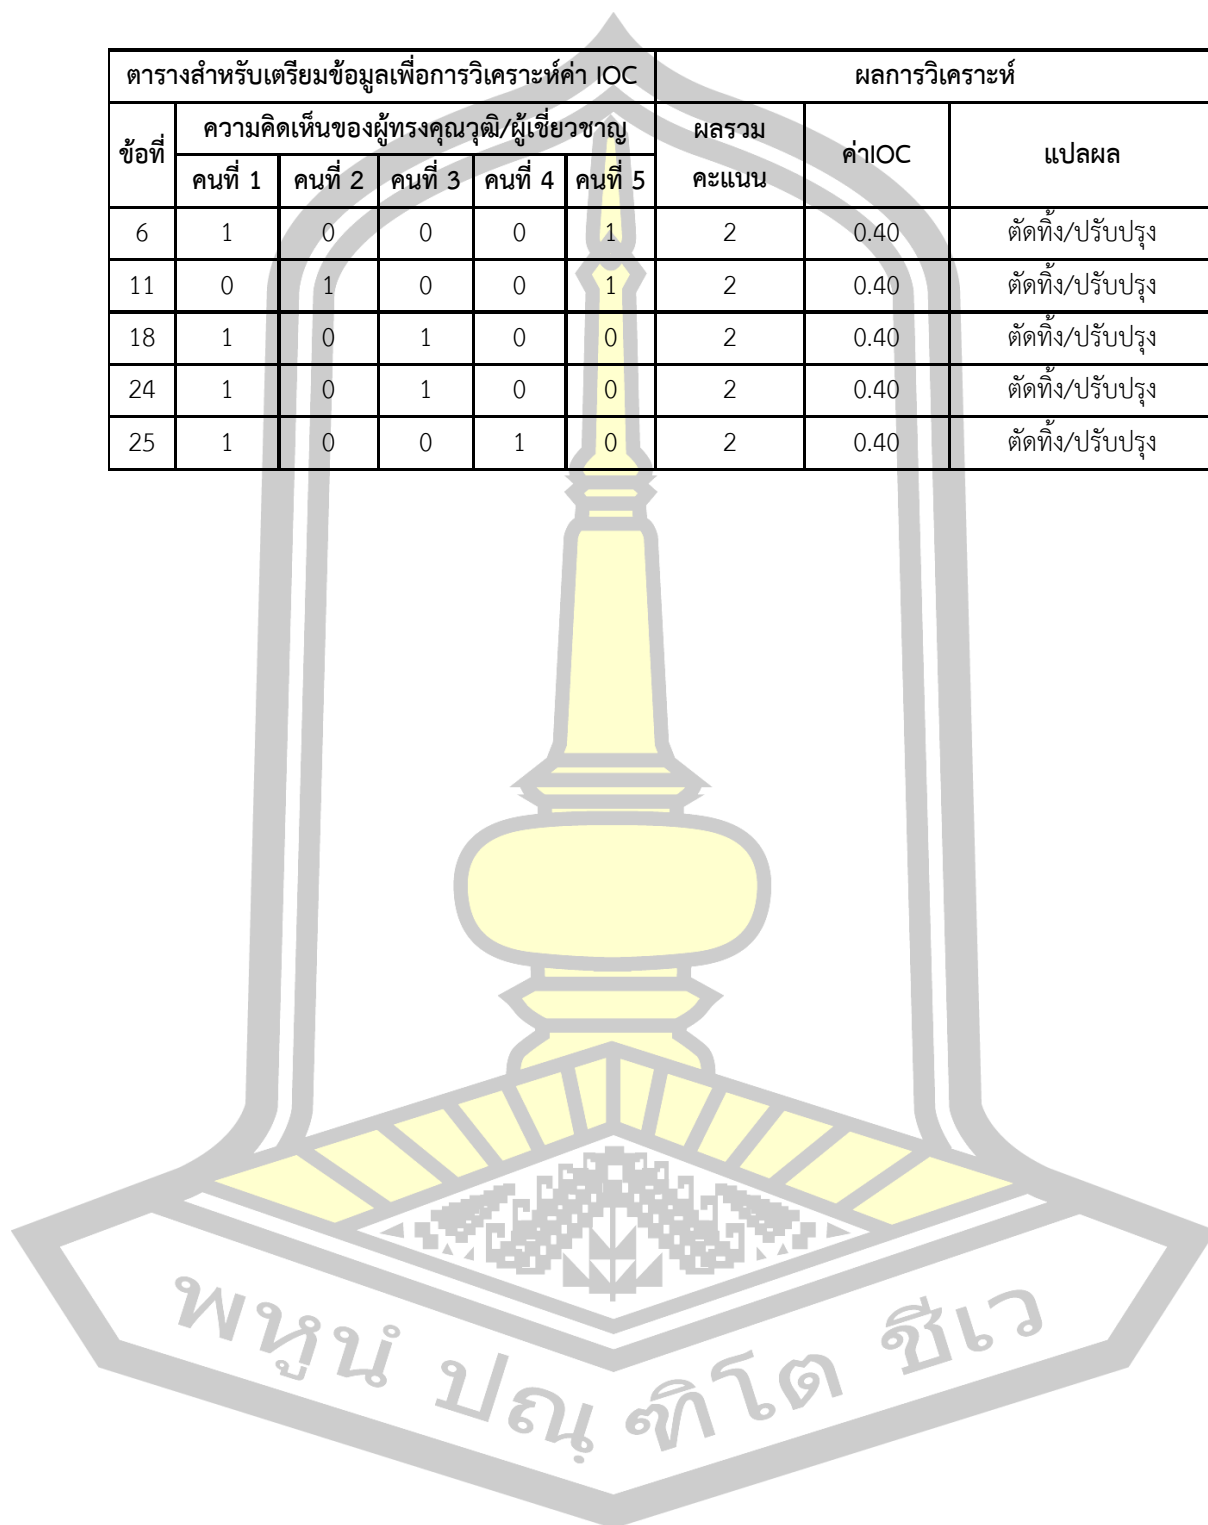 ตารางสำหรับเตรียมข้อมูลเพื่อการวิเคราะห์ค่า IOC ผลการวิเคราะห์
ข้อที่ ความคิดเห็นของผู้ทรงคุณวุฒิ/ผู้เชี่ยวชาญ ผลรวม คะแนน ค่าIOC แปลผล
คนที่ 1 คนที่ 2 คนที่ 3 คนที่ 4 คนที่ 5
6 1 0 0 0 1 2 0.40 ตัดทิ้ง/ปรับปรุง
11 0 1 0 0 1 2 0.40 ตัดทิ้ง/ปรับปรุง
18 1 0 1 0 0 2 0.40 ตัดทิ้ง/ปรับปรุง
24 1 0 1 0 0 2 0.40 ตัดทิ้ง/ปรับปรุง
25 1 0 0 1 0 2 0.40 ตัดทิ้ง/ปรับปรุง
พหูนํ ปณฺฑิโต ชีเว